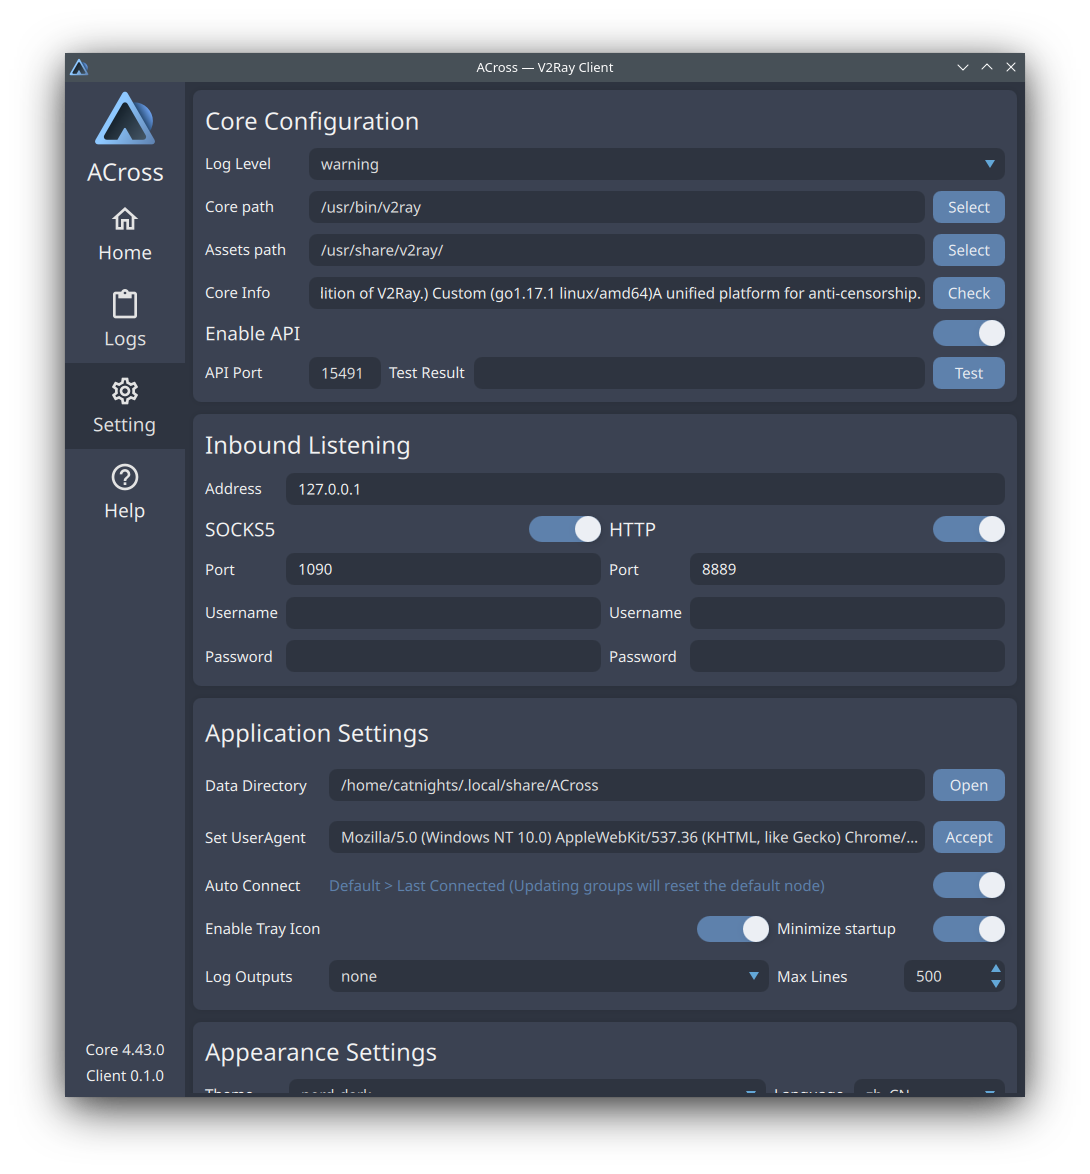 ACross — V2Ray Client
ACross
Home
Logs
Setting
Help
Core 4.43.0
Client 0.1.0
Core Configuration
Log Level warning
Core path /usr/bin/v2ray Select
Assets path /usr/share/v2ray/ Select
Core Info lition of V2Ray.) Custom (go1.17.1 linux/amd64)A unified platform for anti-censorship. Check
Enable API
API Port 15491 Test Result Test
Inbound Listening
Address 127.0.0.1
SOCKS5 HTTP
Port 1090 Port 8889
Username Username
Password Password
Application Settings
Data Directory /home/catnights/.local/share/ACross Open
Set UserAgent Mozilla/5.0 (Windows NT 10.0) AppleWebKit/537.36 (KHTML, like Gecko) Chrome/... Accept
Auto Connect Default > Last Connected (Updating groups will reset the default node)
Enable Tray Icon Minimize startup
Log Outputs none Max Lines 500
Appearance Settings